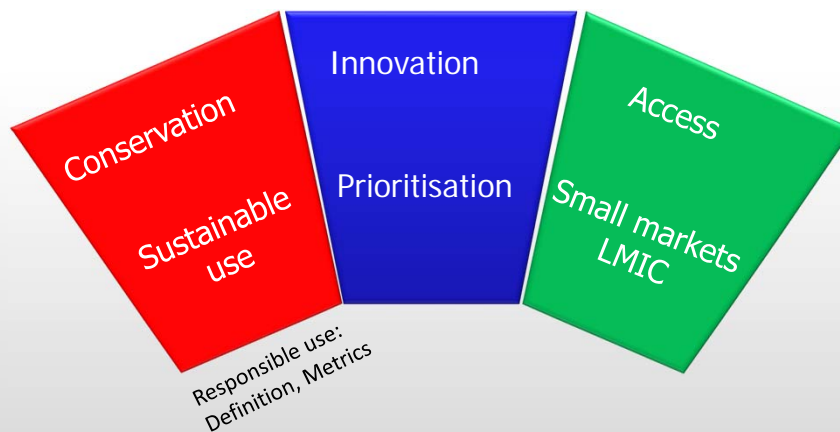 Conservation
Sustainable
use
Responsible use:
Definition, Metrics
Innovation
Prioritisation
Access
Small markets
LMIC